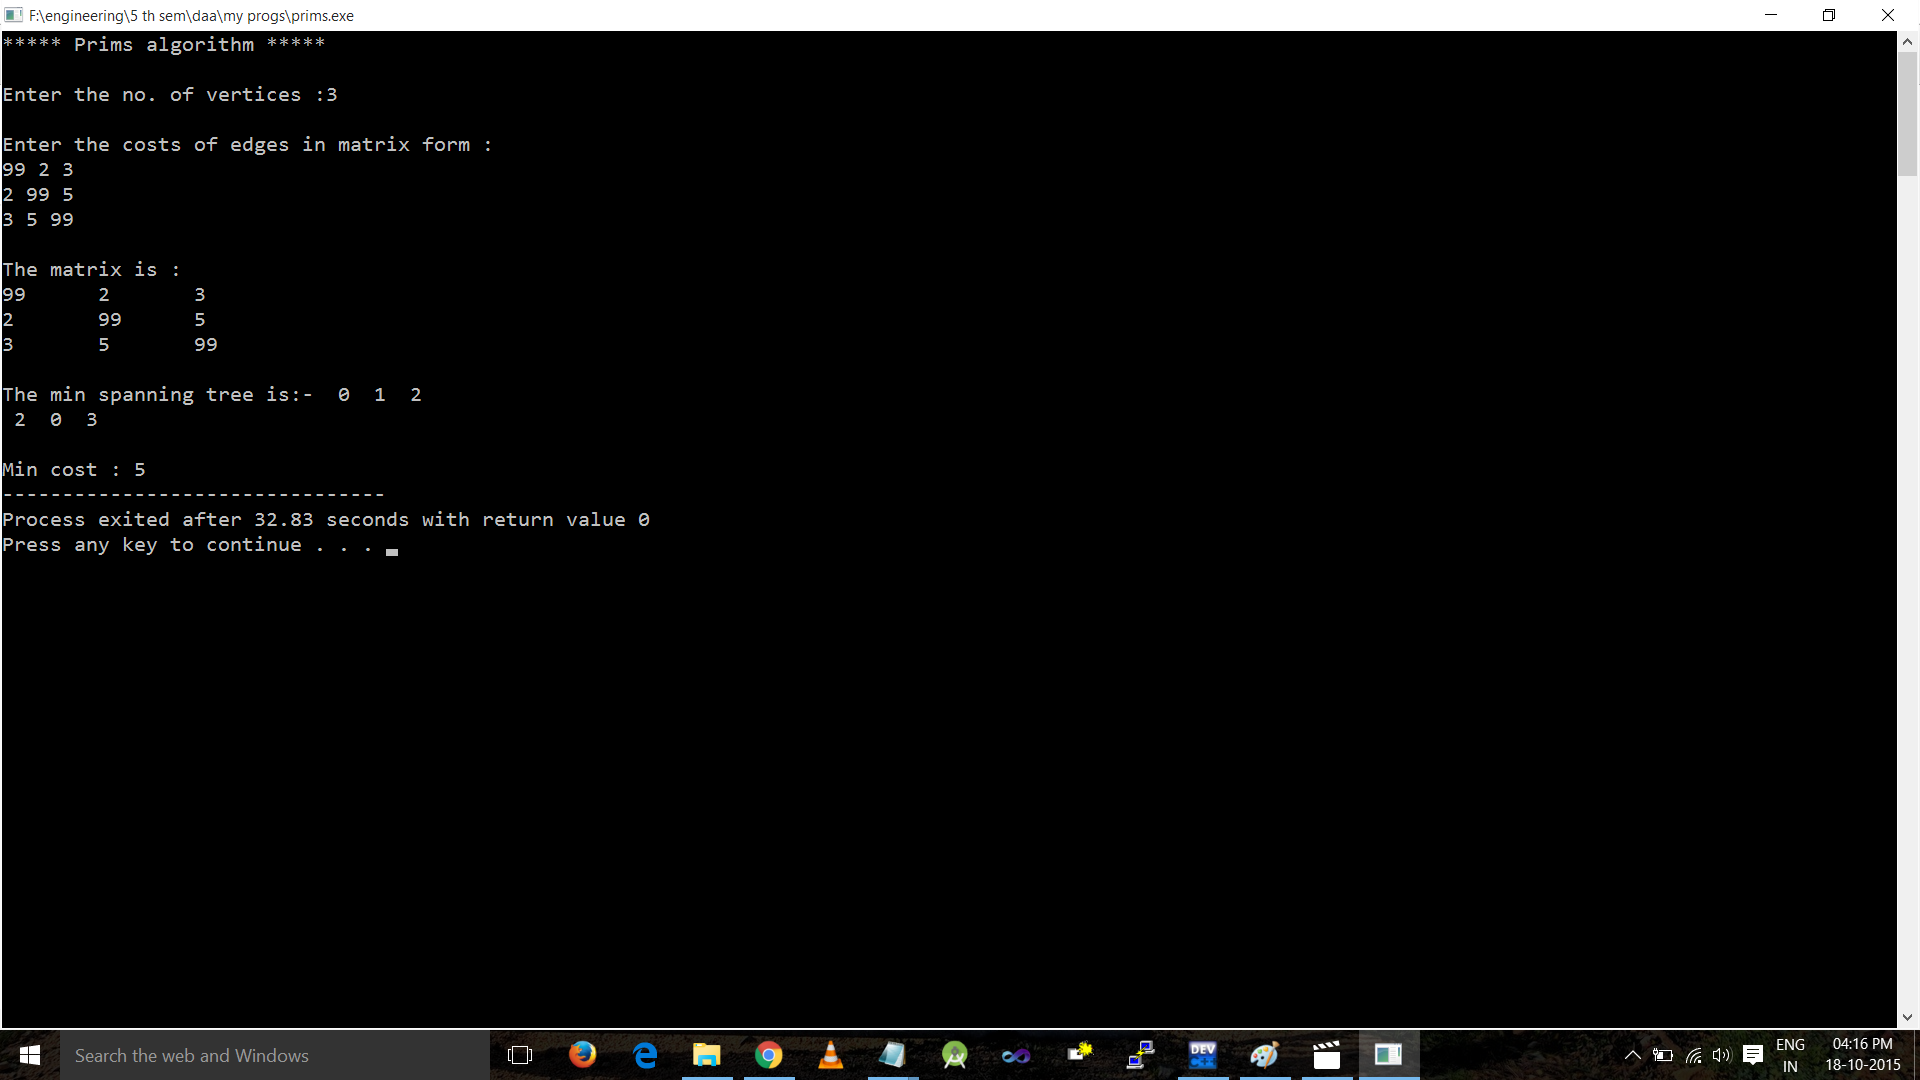 F:\engineering\5 th sem\daa\my progs\prims.exe
***** Prims algorithm *****
Enter the no. of vertices :3
Enter the costs of edges in matrix form :
99 2 3
2 99 5
3 5 99
The matrix is :
99 2 3
2 99 5
3 5 99
The min spanning tree is:- 0 1 2
2 0 3
Min cost : 5
--------------------------------
Process exited after 32.83 seconds with return value 0
Press any key to continue . . .
Search the web and Windows
DEV
C++
ENG
IN
04:16 PM
18-10-2015